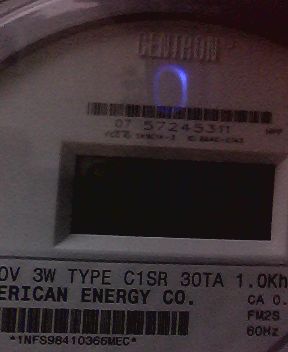 CENTRON
07 57245311
0V 3W TYPE C1SR 30TA 1.0Kh
ERICAN ENERGY CO.
CA 0.
FM2S
60Hz
*1NFS98410366MEC*